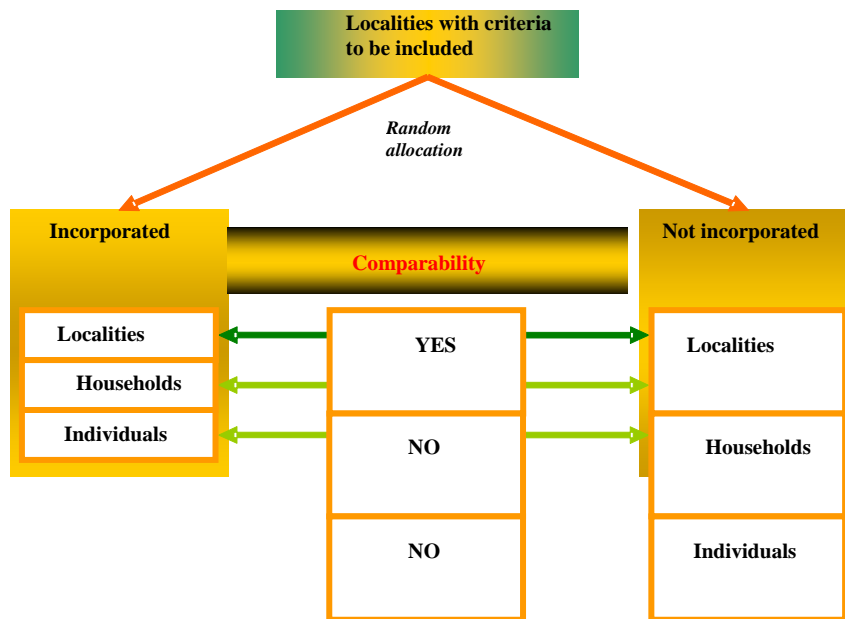 Localities with criteria
to be included
Random
allocation
Incorporated
Comparability
Not incorporated
Localities
YES
Localities
Households
Individuals
NO
Households
NO
Individuals